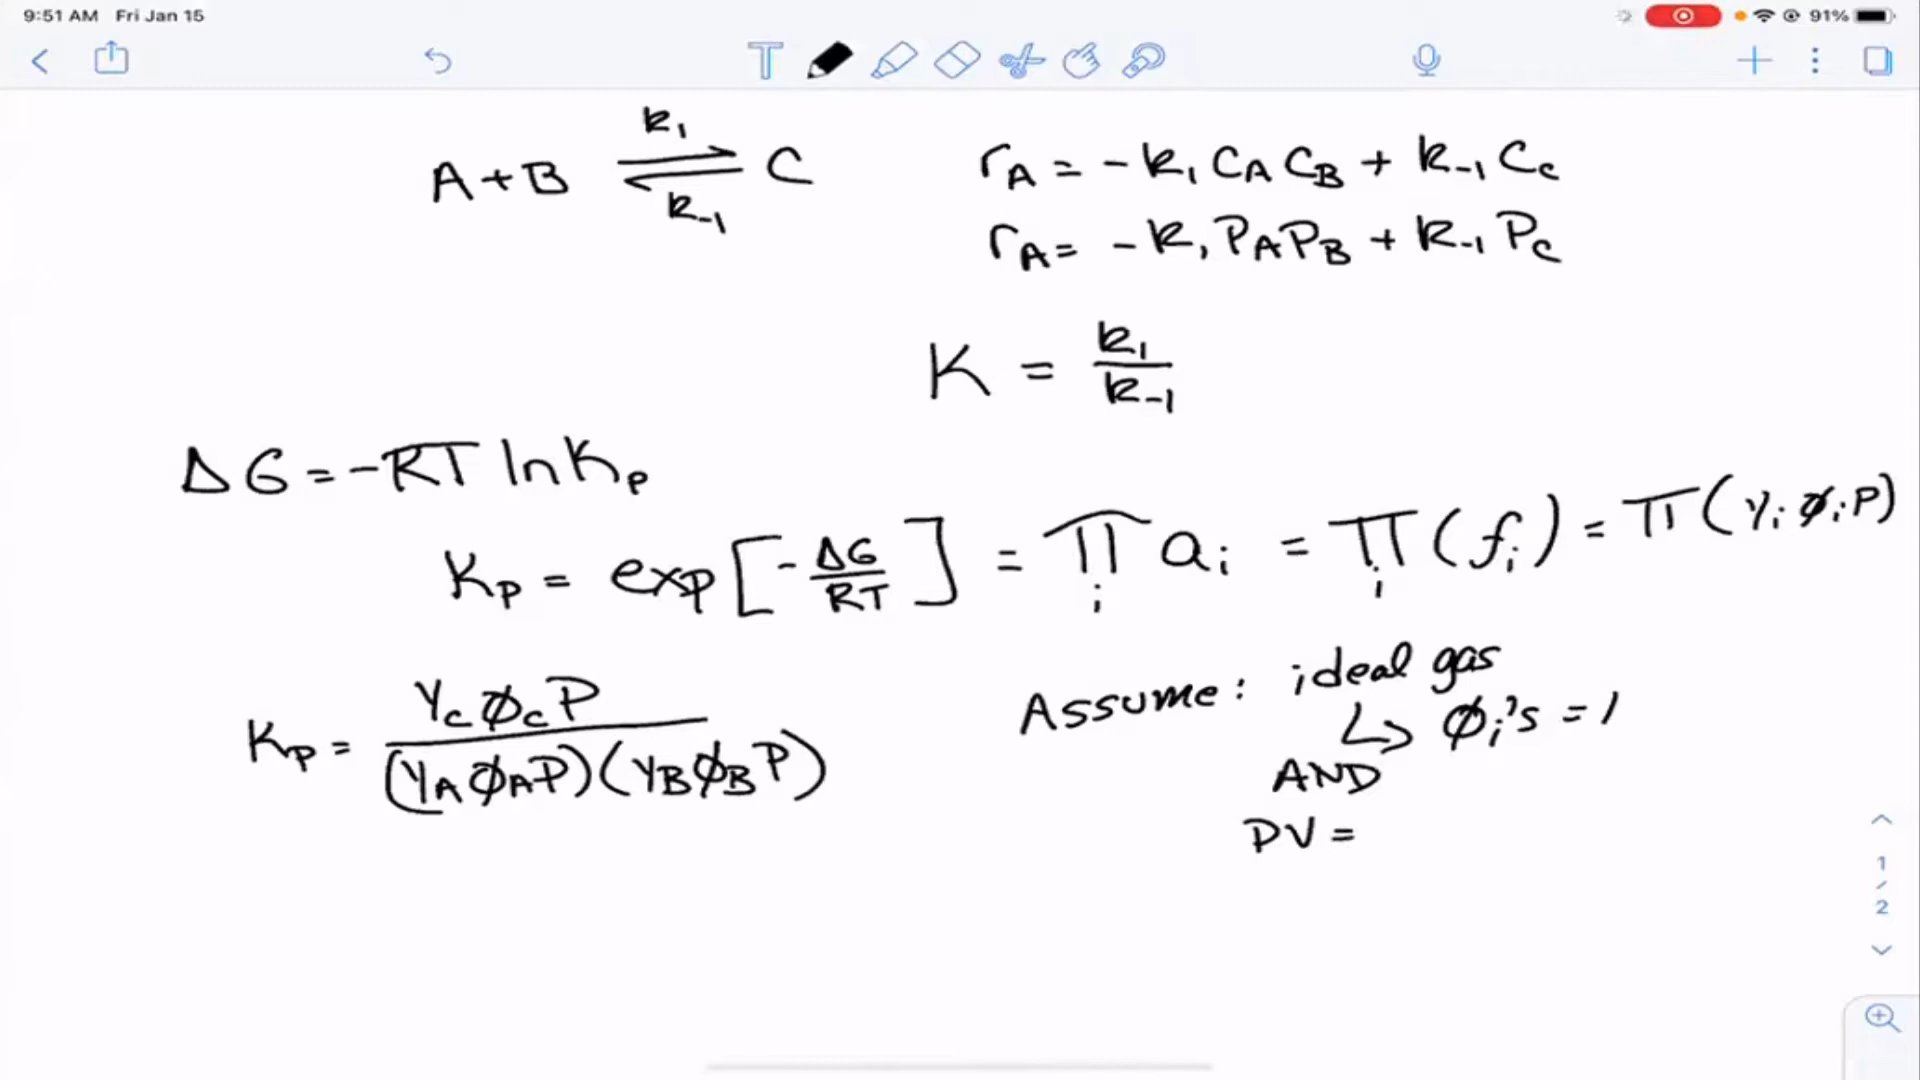 9:51 AM Fri Jan 15
91%
T
k₁
A + B ⇌ C
k₋₁
r_A = - k₁ C_A C_B + k₋₁ C_C
r_A = - k₁ P_A P_B + k₋₁ P_C
K = k₁ / k₋₁
ΔG = -RT ln K_p
K_p = exp[- ΔG / RT] = ∏_i a_i = ∏_i (f_i) = ∏(y_i ϕ_i P)
K_p = y_C ϕ_C P / (y_A ϕ_A P)(y_B ϕ_B P)
Assume: ideal gas
↳ ϕ_i's = 1
AND
PV =
1
/
2